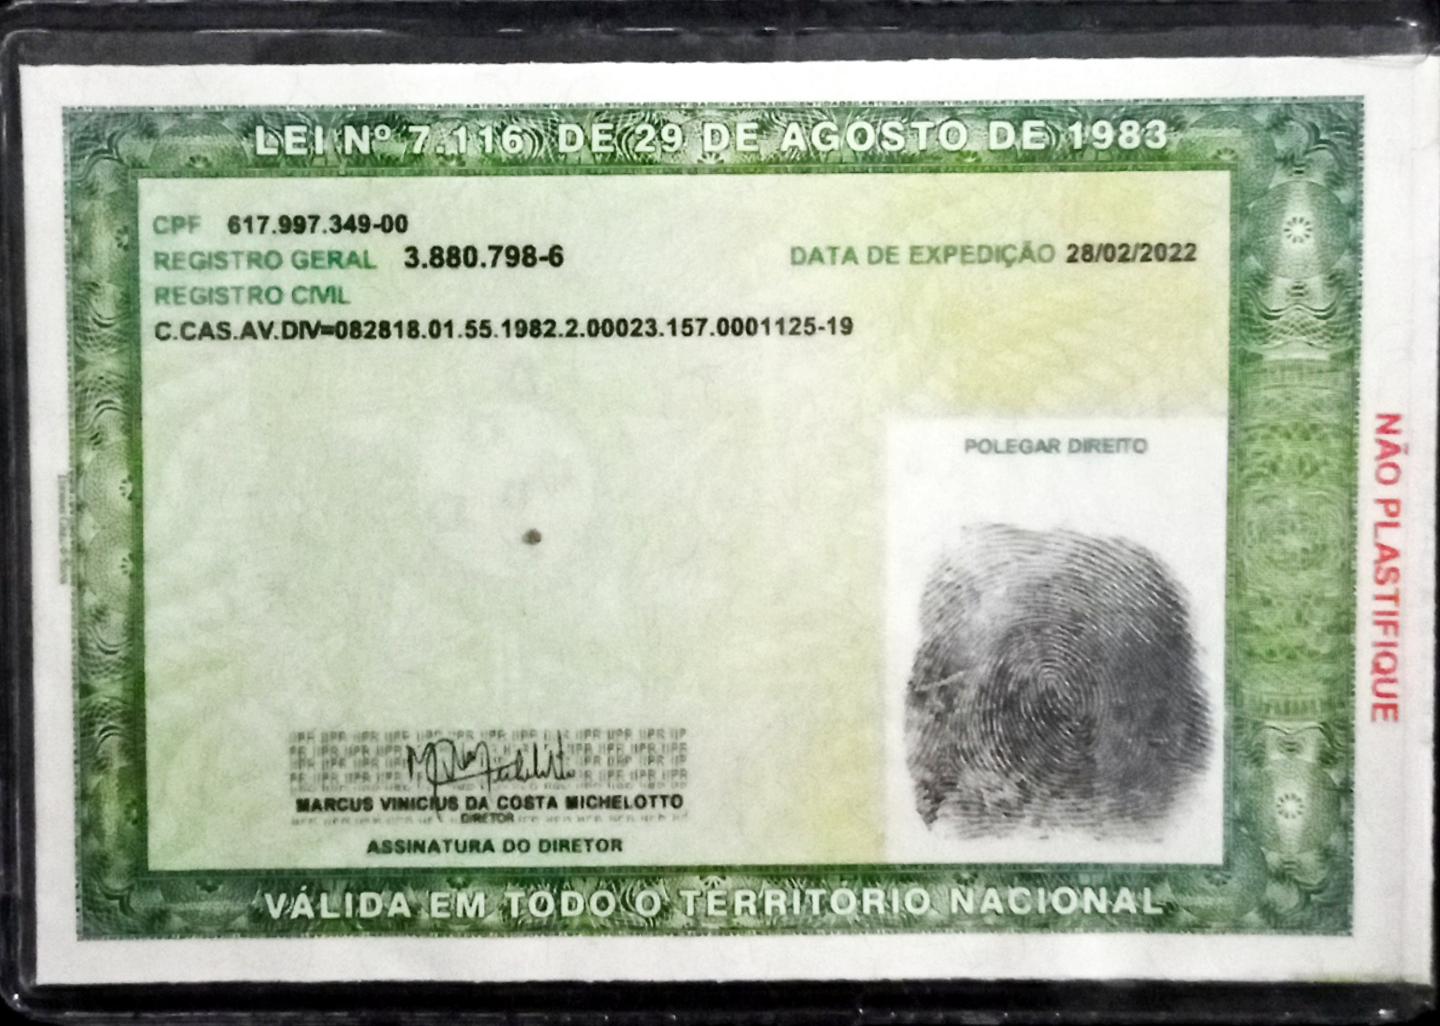 LEI Nº 7.116 DE 29 DE AGOSTO DE 1983
CPF 617.997.349-00
REGISTRO GERAL 3.880.798-6 DATA DE EXPEDIÇÃO 28/02/2022
REGISTRO CIVIL
C.CAS.AV.DIV=082818.01.55.1982.2.00023.157.0001125-19
POLEGAR DIREITO
MARCUS VINICIUS DA COSTA MICHELOTTO
DIRETOR
ASSINATURA DO DIRETOR
VÁLIDA EM TODO O TERRITÓRIO NACIONAL
NÃO PLASTIFIQUE